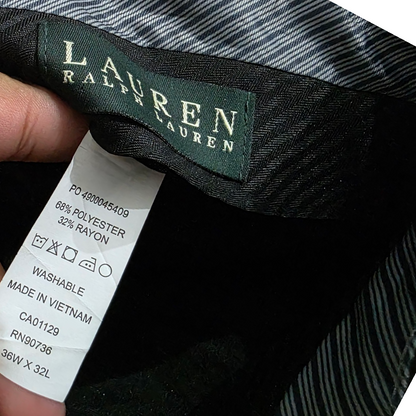 LAUREN
RALPH LAUREN
PO 4900045409
68% POLYESTER
32% RAYON
WASHABLE
MADE IN VIETNAM
CA01129
RN90736
36W X 32L